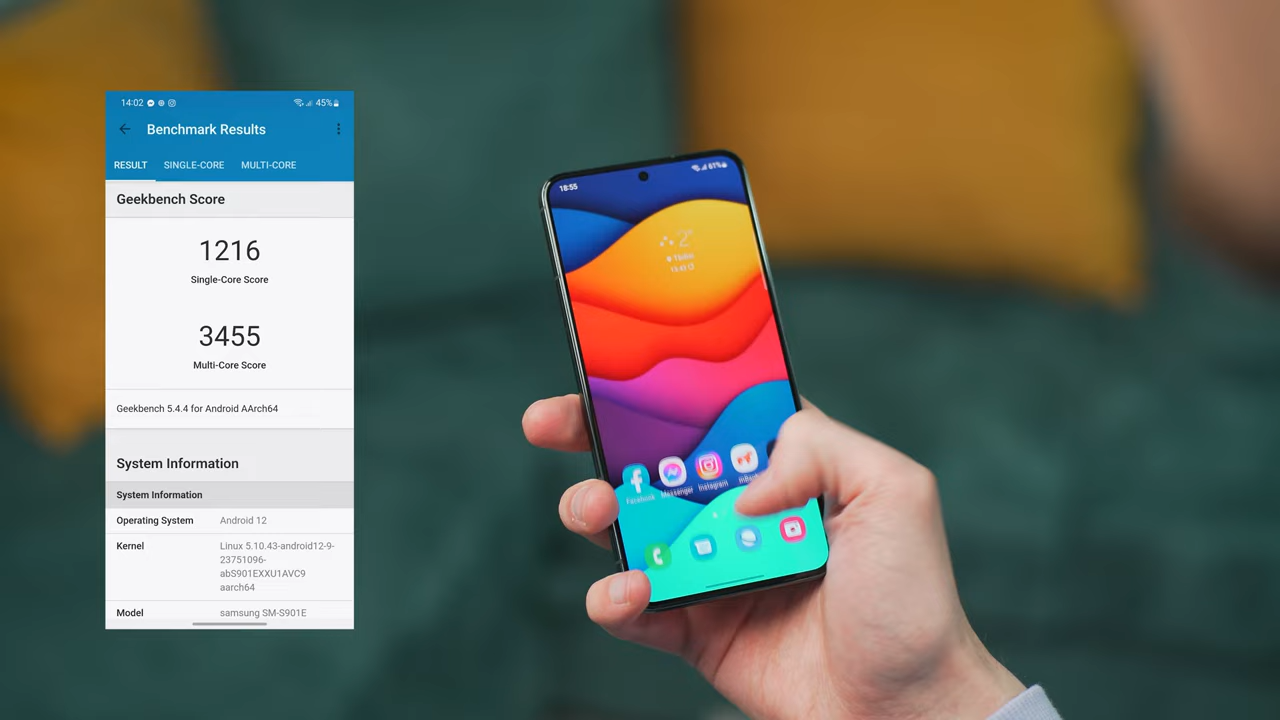 14:02
45%
Benchmark Results
RESULT SINGLE-CORE MULTI-CORE
Geekbench Score
1216
Single-Core Score
3455
Multi-Core Score
Geekbench 5.4.4 for Android AArch64
System Information
System Information
Operating System Android 12
Kernel Linux 5.10.43-android12-9-
23751096-
abS901EXXU1AVC9
aarch64
Model samsung SM-S901E
18:55
61%
2°
Facebook Messenger Instagram